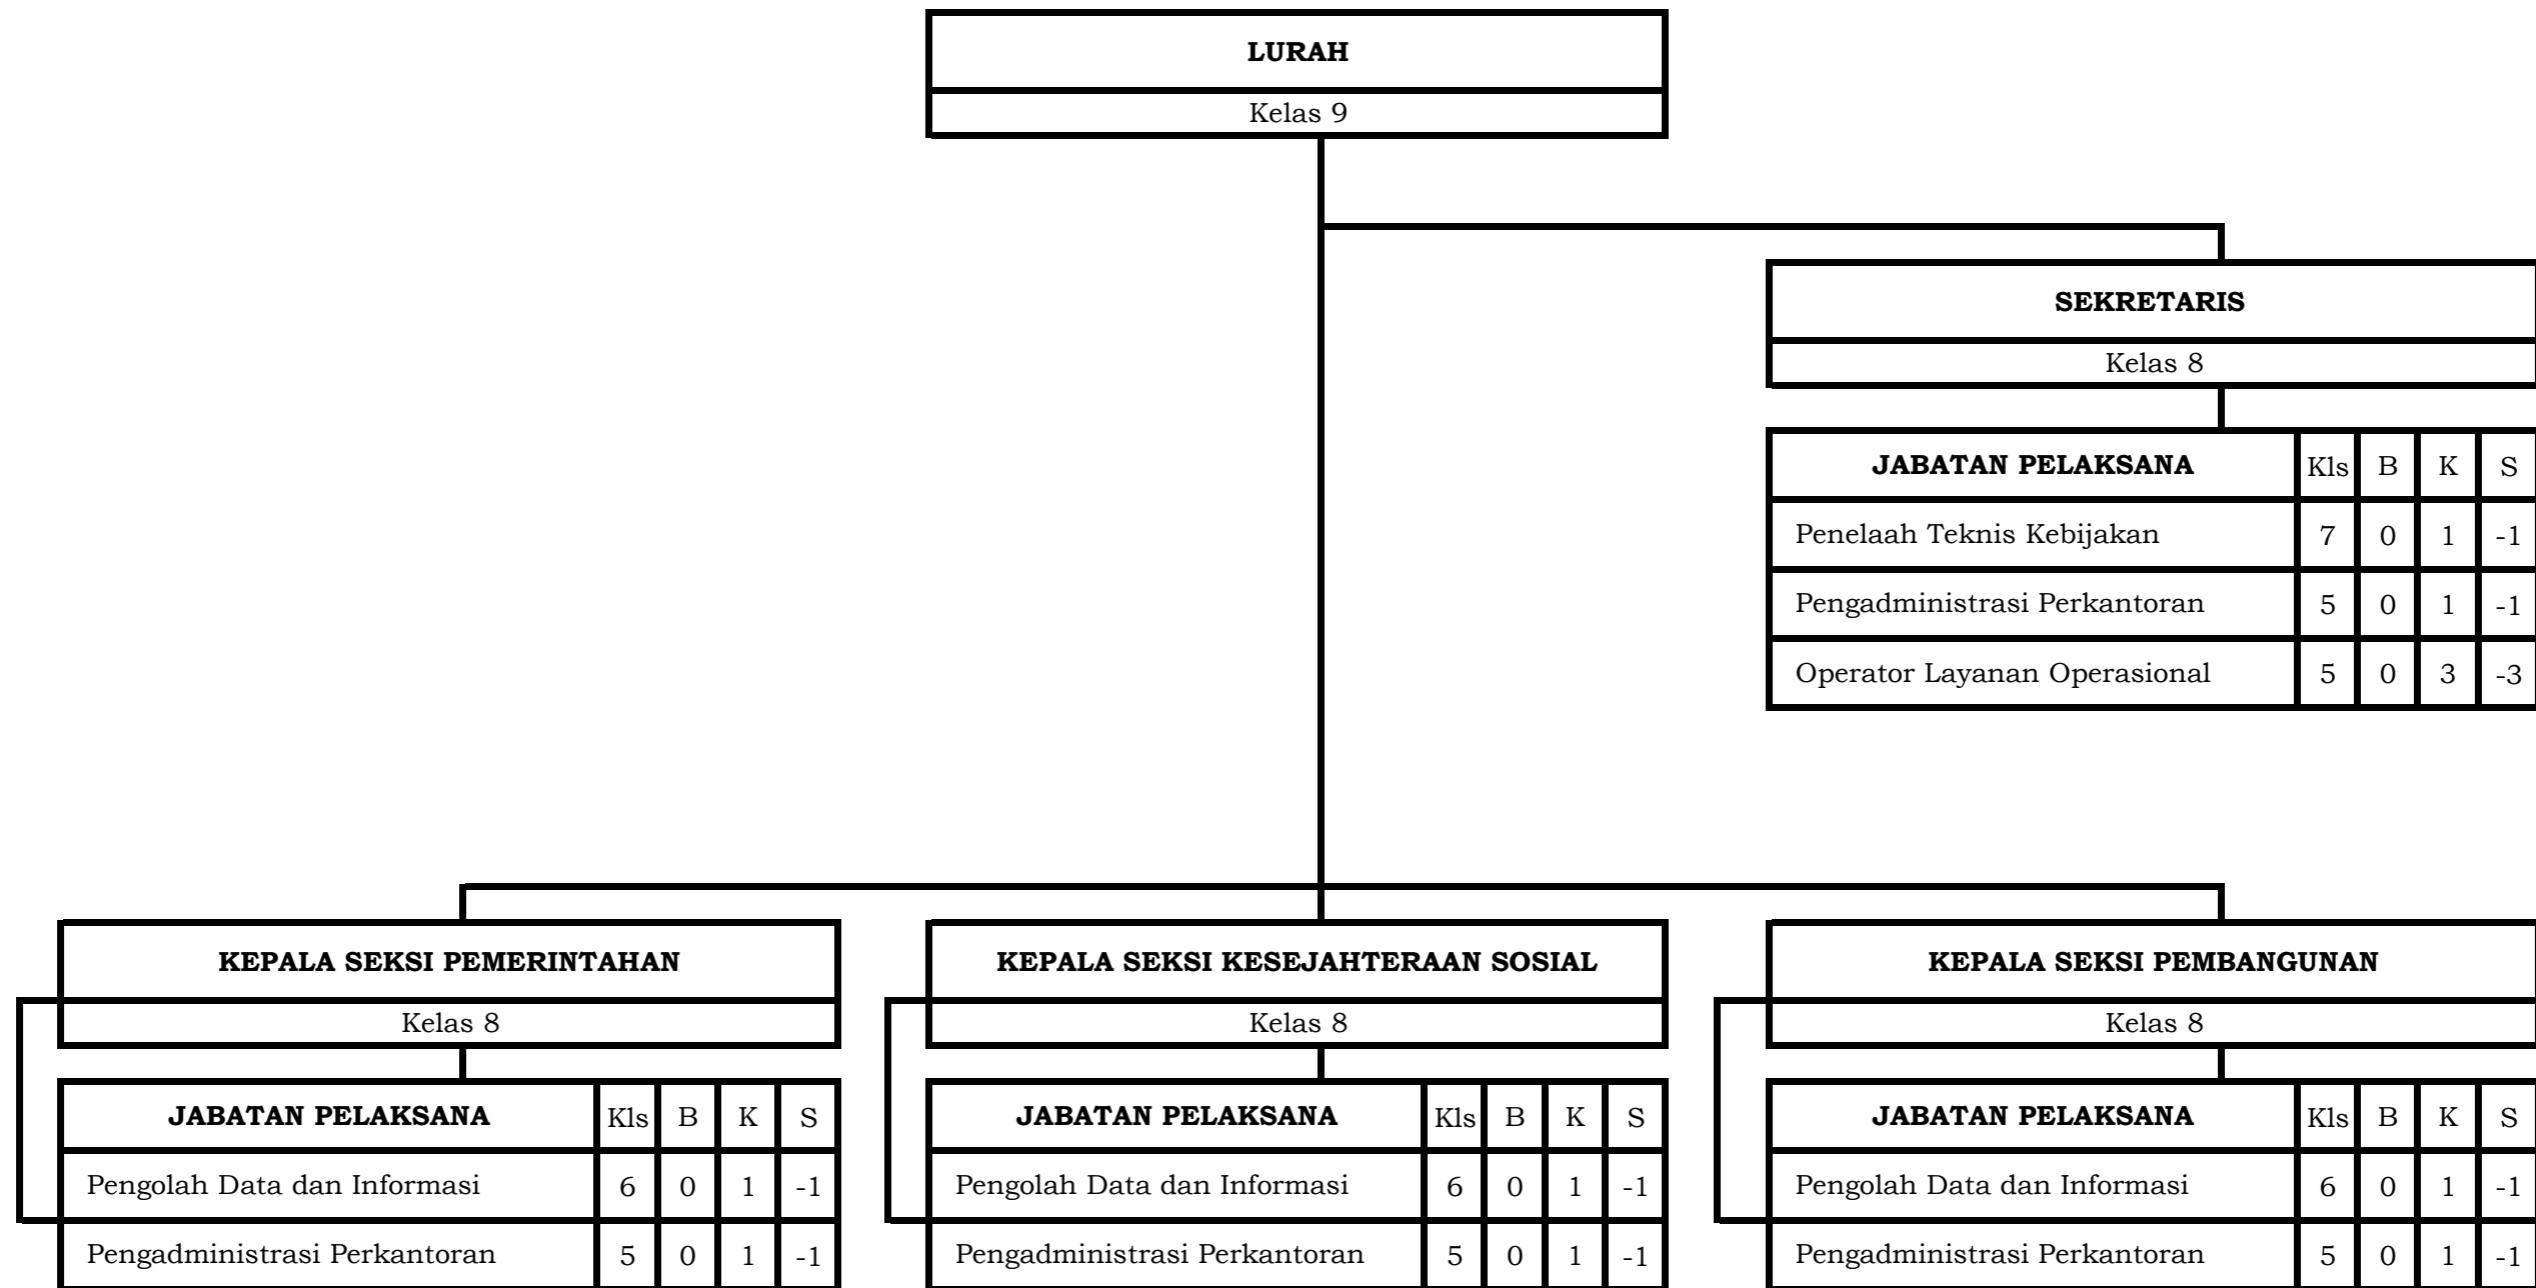 LURAH
Kelas 9
SEKRETARIS
Kelas 8
JABATAN PELAKSANA Kls B K S
Penelaah Teknis Kebijakan 7 0 1 -1
Pengadministrasi Perkantoran 5 0 1 -1
Operator Layanan Operasional 5 0 3 -3
KEPALA SEKSI PEMERINTAHAN
Kelas 8
JABATAN PELAKSANA Kls B K S
Pengolah Data dan Informasi 6 0 1 -1
Pengadministrasi Perkantoran 5 0 1 -1
KEPALA SEKSI KESEJAHTERAAN SOSIAL
Kelas 8
JABATAN PELAKSANA Kls B K S
Pengolah Data dan Informasi 6 0 1 -1
Pengadministrasi Perkantoran 5 0 1 -1
KEPALA SEKSI PEMBANGUNAN
Kelas 8
JABATAN PELAKSANA Kls B K S
Pengolah Data dan Informasi 6 0 1 -1
Pengadministrasi Perkantoran 5 0 1 -1